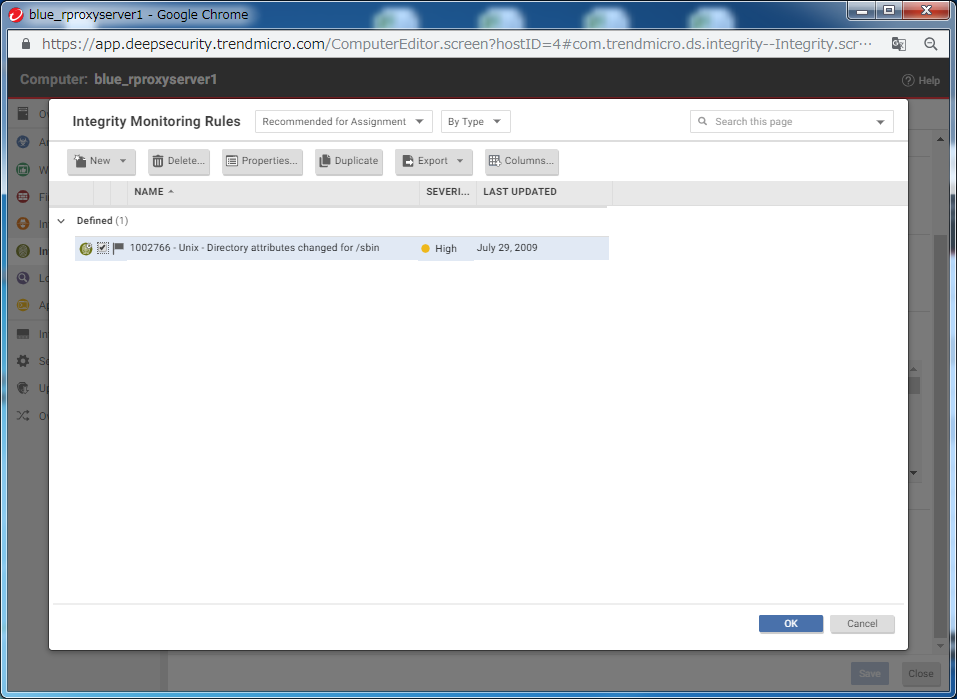 blue_rproxyserver1 - Google Chrome
https://app.deepsecurity.trendmicro.com/ComputerEditor.screen?hostID=4#com.trendmicro.ds.integrity--Integrity.scr…
Computer: blue_rproxyserver1
Help
Integrity Monitoring Rules
Recommended for Assignment
By Type
Search this page
New
Delete...
Properties...
Duplicate
Export
Columns...
NAME
SEVERI...
LAST UPDATED
Defined (1)
1002766 - Unix - Directory attributes changed for /sbin
High
July 29, 2009
OK
Cancel
Save
Close